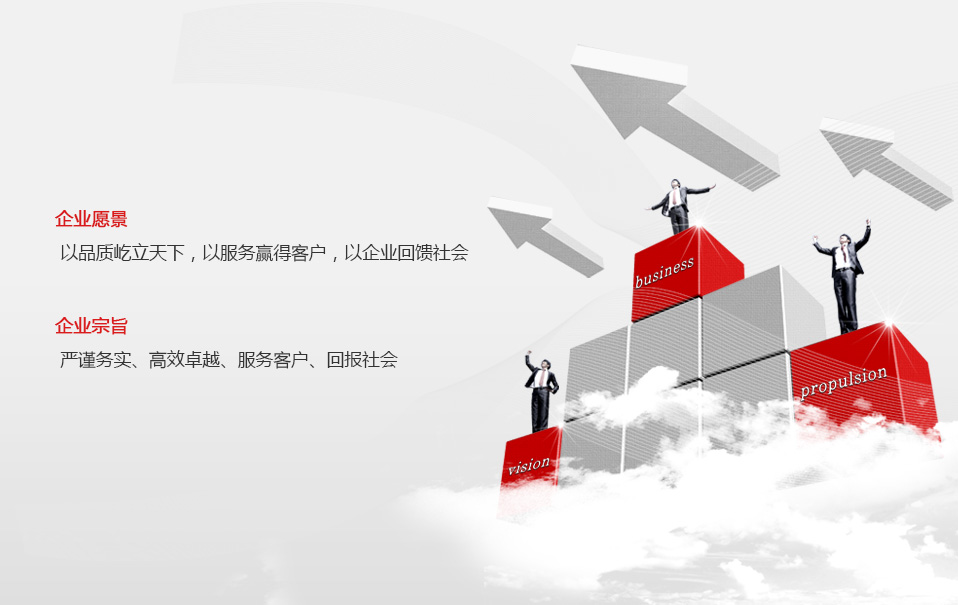 企业愿景
以品质屹立天下，以服务赢得客户，以企业回馈社会
企业宗旨
严谨务实、高效卓越、服务客户、回报社会
business
propulsion
vision